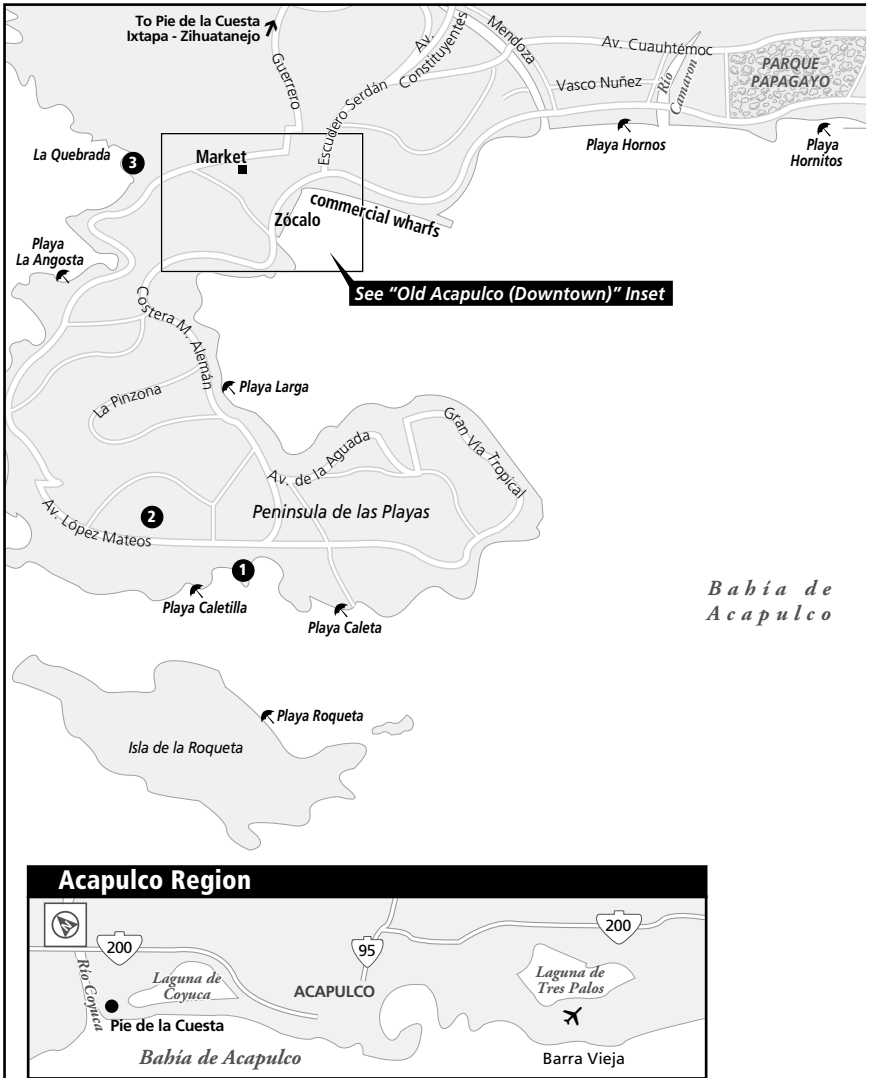 To Pie de la Cuesta
Ixtapa - Zihuatanejo
Guerrero
Av.
Constituyentes
Mendoza
Av. Cuauhtémoc
Escudero Serdán
Vasco Nuñez
Río
Camaron
PARQUE
PAPAGAYO
La Quebrada
3
Market
Playa Hornos
Playa
Hornitos
Zócalo
commercial wharfs
Playa
La Angosta
See “Old Acapulco (Downtown)” Inset
Costera M. Alemán
Playa Larga
La Pinzona
Av. de la Aguada
Gran Via Tropical
2
Av. López Mateos
Peninsula de las Playas
1
Playa Caletilla
Playa Caleta
Bahía de
Acapulco
Playa Roqueta
Isla de la Roqueta
Acapulco Region
N
200
95
200
Río Coyuca
Laguna de
Coyuca
ACAPULCO
Laguna de
Tres Palos
Pie de la Cuesta
Bahía de Acapulco
Barra Vieja